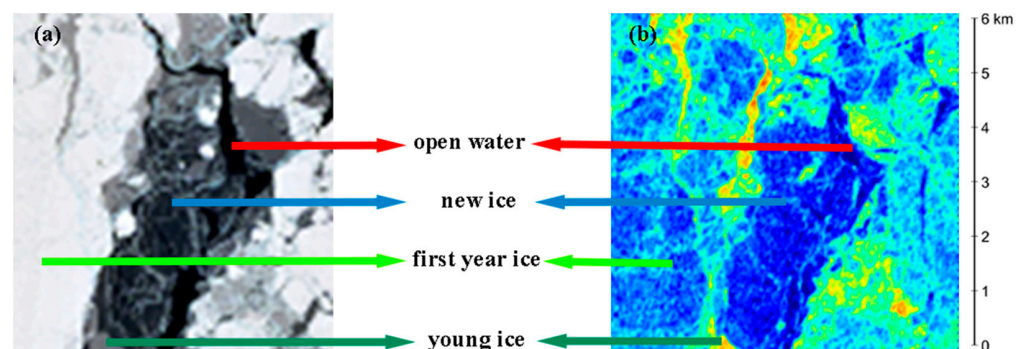 (a)
(b)
6 km
5
open water
4
new ice
3
first year ice
2
1
young ice
0